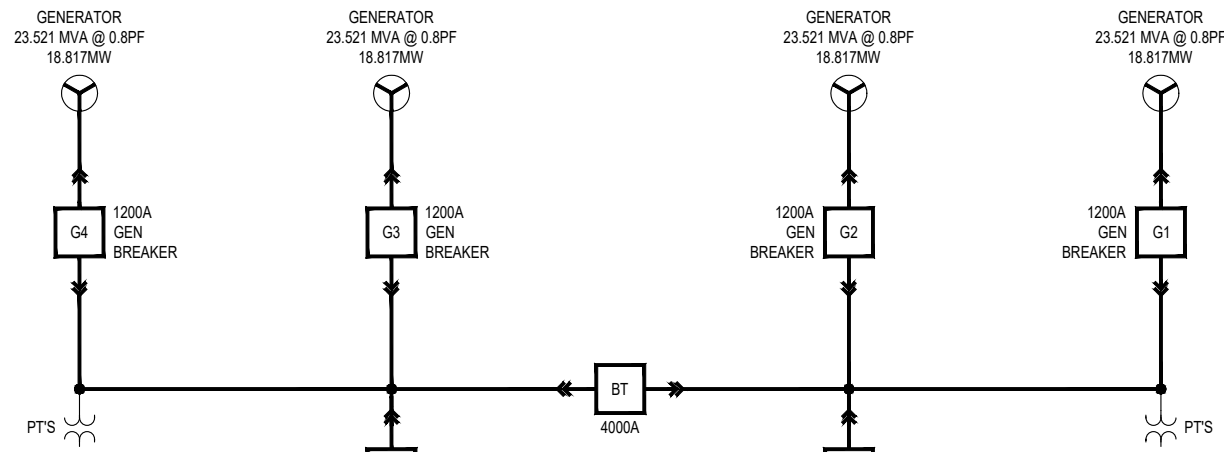 GENERATOR
23.521 MVA @ 0.8PF
18.817MW
GENERATOR
23.521 MVA @ 0.8PF
18.817MW
GENERATOR
23.521 MVA @ 0.8PF
18.817MW
GENERATOR
23.521 MVA @ 0.8PF
18.817MW
G4
1200A
GEN
BREAKER
G3
1200A
GEN
BREAKER
1200A
GEN
BREAKER
G2
1200A
GEN
BREAKER
G1
BT
4000A
PT'S
PT'S